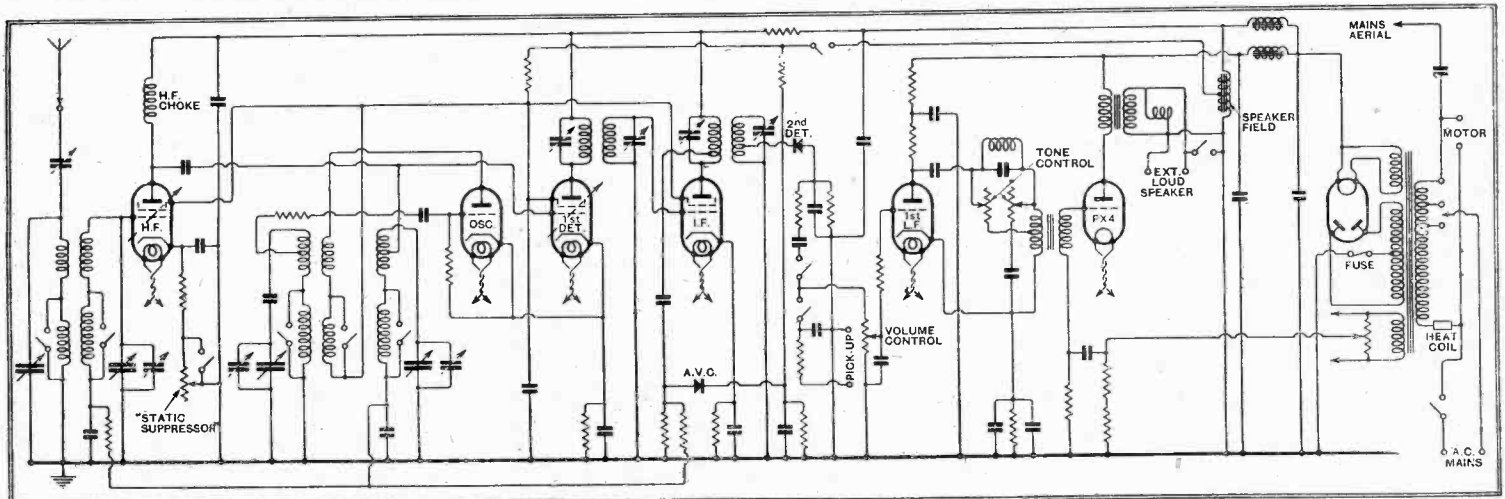 MAINS
AERIAL
H.F.
CHOKE
2nd
DET.
SPEAKER
FIELD
MOTOR
TONE
CONTROL
EXT.
LOUD
SPEAKER
H.F.
OSC.
1st
DET.
I.F.
1st
L.F
PX4
FUSE
VOLUME
CONTROL
PICK-UP
HEAT
COIL
A.V.C.
"STATIC
SUPPRESSOR"
A.C.
MAINS